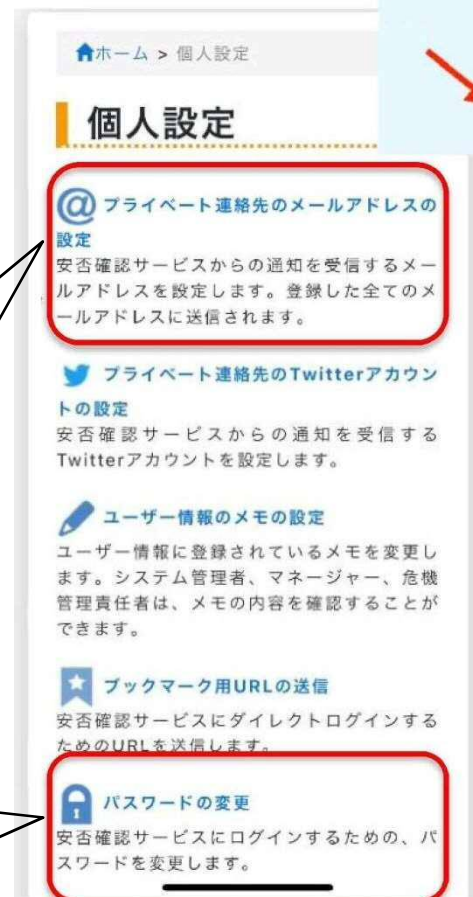 ホーム > 個人設定
個人設定
プライベート連絡先のメールアドレスの
設定
安否確認サービスからの通知を受信するメー
ルアドレスを設定します。登録した全てのメ
ールアドレスに送信されます。
プライベート連絡先のTwitterアカウン
トの設定
安否確認サービスからの通知を受信する
Twitterアカウントを設定します。
ユーザー情報のメモの設定
ユーザー情報に登録されているメモを変更し
ます。システム管理者、マネージャー、危機
管理責任者は、メモの内容を確認することが
できます。
ブックマーク用URLの送信
安否確認サービスにダイレクトログインする
ためのURLを送信します。
パスワードの変更
安否確認サービスにログインするための、パ
スワードを変更します。